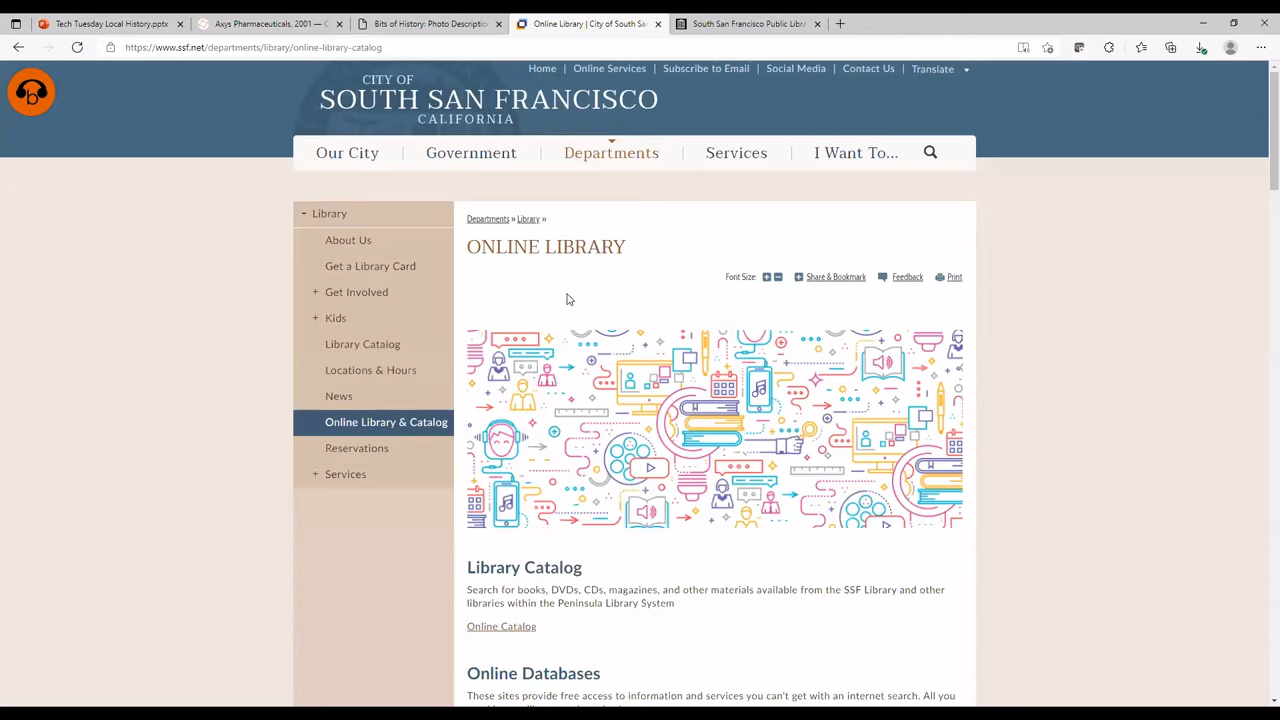 Tech Tuesday Local History.pptx
Axys Pharmaceuticals, 2001 — C
Bits of History: Photo Description
Online Library | City of South Sa
South San Francisco Public Libra
https://www.ssf.net/departments/library/online-library-catalog
Home Online Services Subscribe to Email Social Media Contact Us Translate
CITY OF
SOUTH SAN FRANCISCO
CALIFORNIA
Our City Government Departments Services I Want To...
- Library
About Us
Get a Library Card
+ Get Involved
+ Kids
Library Catalog
Locations & Hours
News
Online Library & Catalog
Reservations
+ Services
Departments » Library »
ONLINE LIBRARY
Font Size: + - Share & Bookmark Feedback Print
Library Catalog
Search for books, DVDs, CDs, magazines, and other materials available from the SSF Library and other
libraries within the Peninsula Library System
Online Catalog
Online Databases
These sites provide free access to information and services you can't get with an internet search. All you